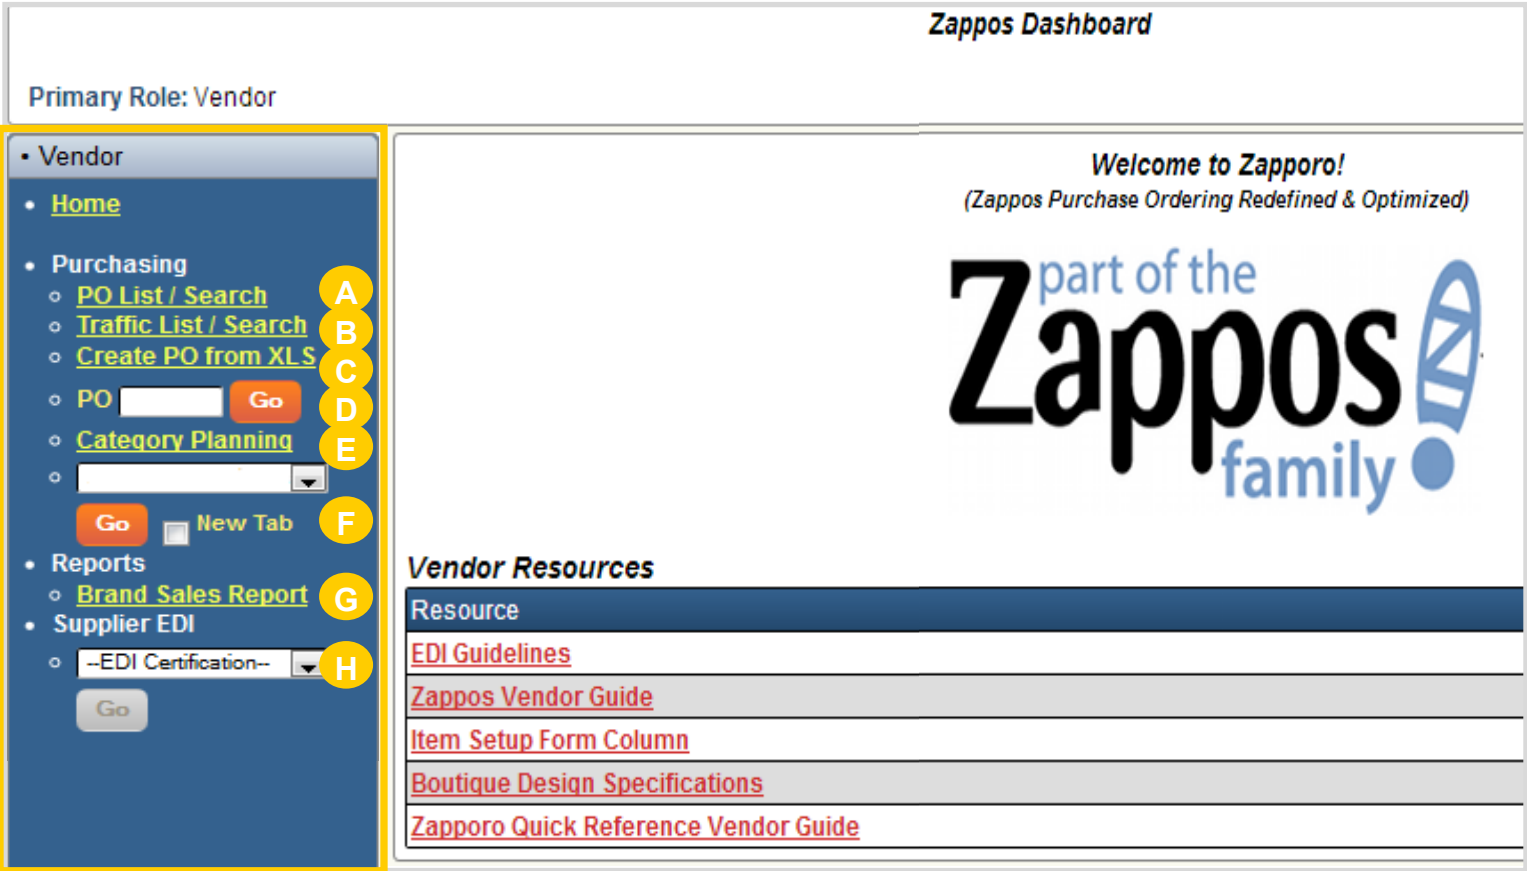 Zappos Dashboard
Primary Role: Vendor
• Vendor
Home
Purchasing
PO List / Search A
Traffic List / Search B
Create PO from XLS C
PO Go D
Category Planning E
Go New Tab F
Reports
Brand Sales Report G
Supplier EDI
--EDI Certification-- H
Go
Welcome to Zapporo!
(Zappos Purchase Ordering Redefined & Optimized)
part of the
Zappos
family
Vendor Resources
Resource
EDI Guidelines
Zappos Vendor Guide
Item Setup Form Column
Boutique Design Specifications
Zapporo Quick Reference Vendor Guide